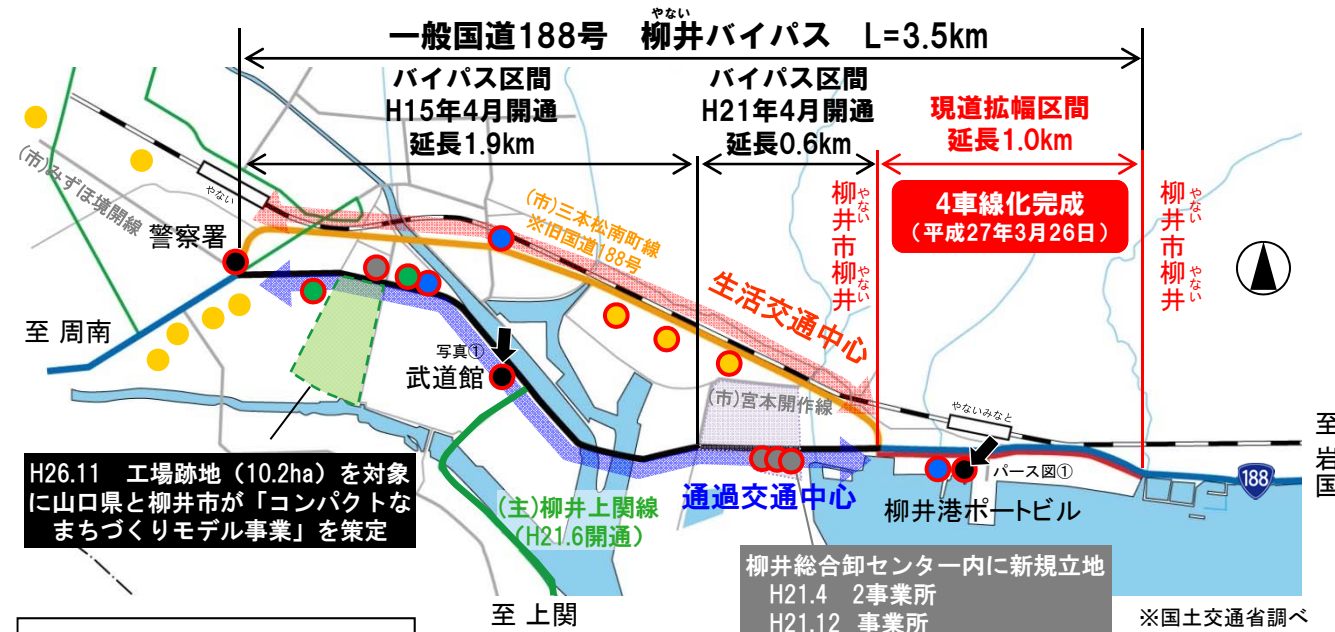 一般国道188号 柳井バイパス L=3.5km
やない
バイパス区間
H15年4月開通
延長1.9km
バイパス区間
H21年4月開通
延長0.6km
現道拡幅区間
延長1.0km
4車線化完成
(平成27年3月26日)
柳井市柳井
やない
やない
柳井市柳井
やない
やない
(市)みずほ境開線
やない
警察署
(市)三本松南町線
※旧国道188号
生活交通中心
至 周南
写真①
武道館
(市)宮本開作線
やないみなと
至岩国
パース図①
188
柳井港ポートビル
通過交通中心
H26.11 工場跡地(10.2ha)を対象
に山口県と柳井市が「コンパクトな
まちづくりモデル事業」を策定
(主)柳井上関線
(H21.6開通)
至 上関
柳井総合卸センター内に新規立地
H21.4 2事業所
H21.12 事業所
※国土交通省調べ